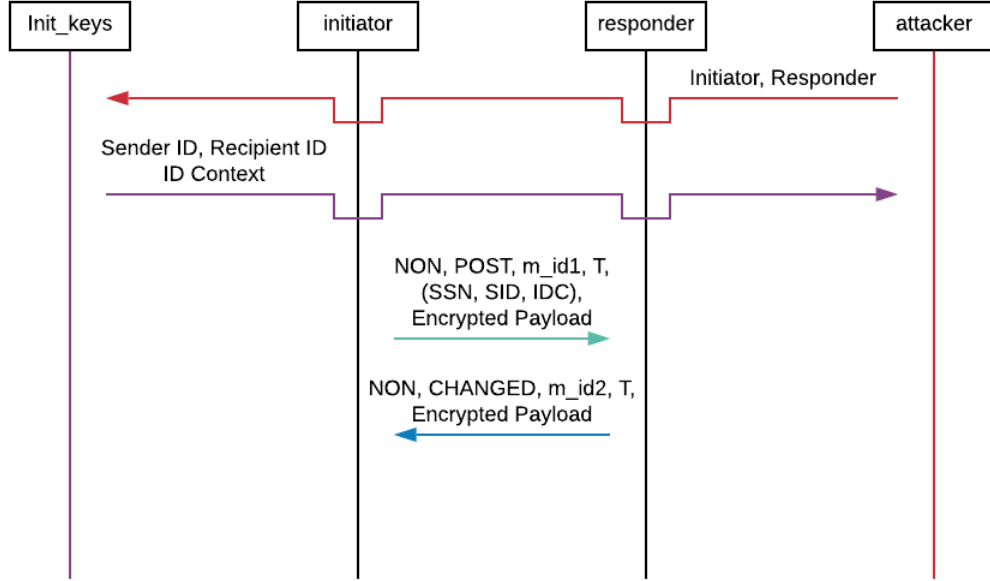 Init_keys
initiator
responder
attacker
Initiator, Responder
Sender ID, Recipient ID
ID Context
NON, POST, m_id1, T,
(SSN, SID, IDC),
Encrypted Payload
NON, CHANGED, m_id2, T,
Encrypted Payload